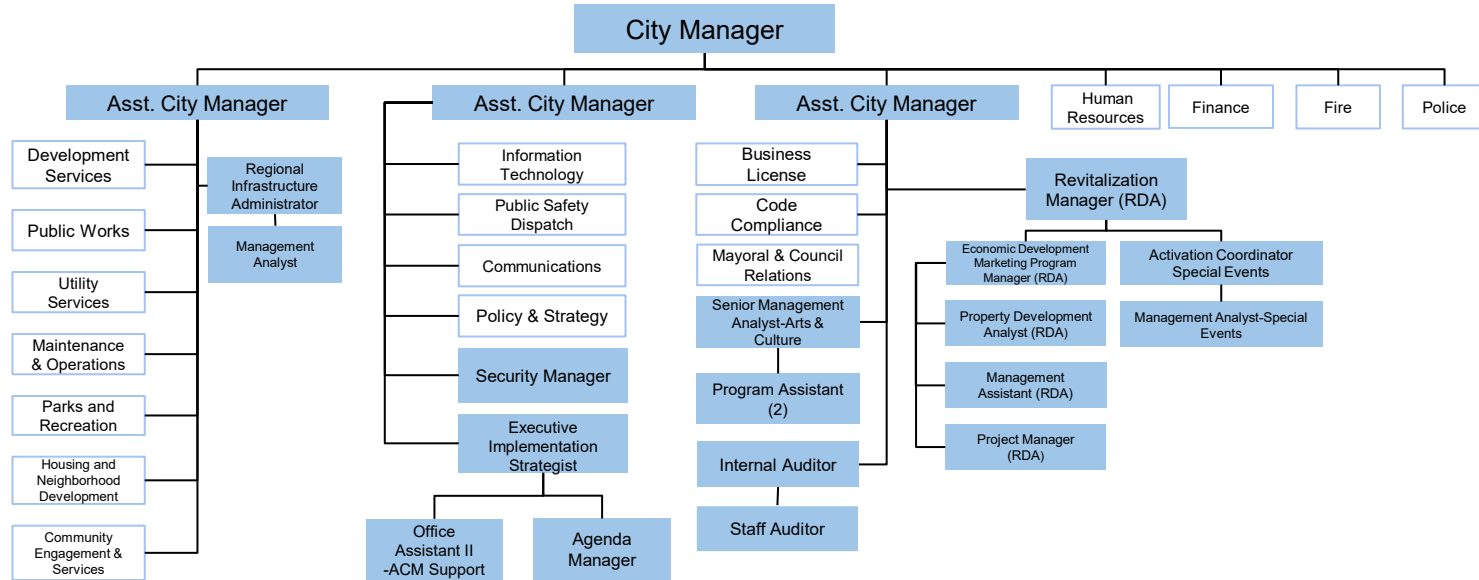 City Manager
Asst. City Manager
Asst. City Manager
Asst. City Manager
Human
Resources
Finance
Fire
Police
Development
Services
Public Works
Utility
Services
Maintenance
& Operations
Parks and
Recreation
Housing and
Neighborhood
Development
Community
Engagement &
Services
Regional
Infrastructure
Administrator
Management
Analyst
Information
Technology
Public Safety
Dispatch
Communications
Policy & Strategy
Security Manager
Executive
Implementation
Strategist
Office
Assistant II
-ACM Support
Agenda
Manager
Business
License
Code
Compliance
Mayoral & Council
Relations
Senior Management
Analyst-Arts &
Culture
Program Assistant
(2)
Internal Auditor
Staff Auditor
Revitalization
Manager (RDA)
Economic Development
Marketing Program
Manager (RDA)
Property Development
Analyst (RDA)
Management
Assistant (RDA)
Project Manager
(RDA)
Activation Coordinator
Special Events
Management Analyst-Special
Events